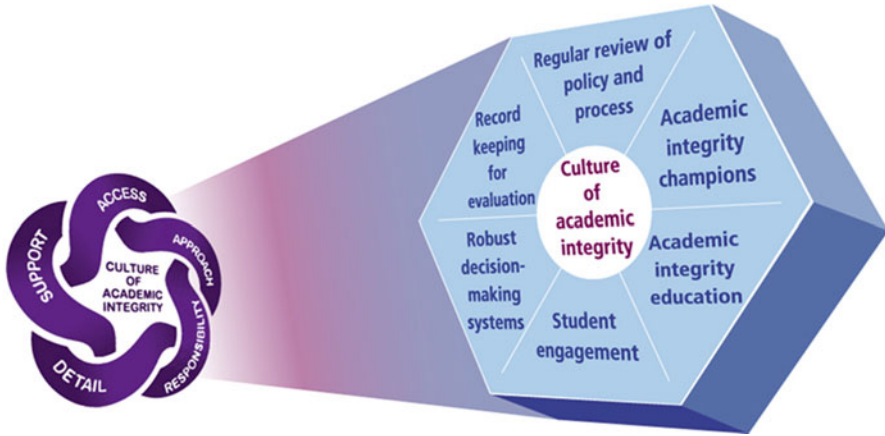 ACCESS
APPROACH
RESPONSIBILITY
DETAIL
SUPPORT
CULTURE
OF
ACADEMIC
INTEGRITY
Regular review of
policy and
process
Academic
integrity
champions
Academic
integrity
education
Student
engagement
Robust
decision-
making
systems
Record
keeping
for
evaluation
Culture
of
academic
integrity